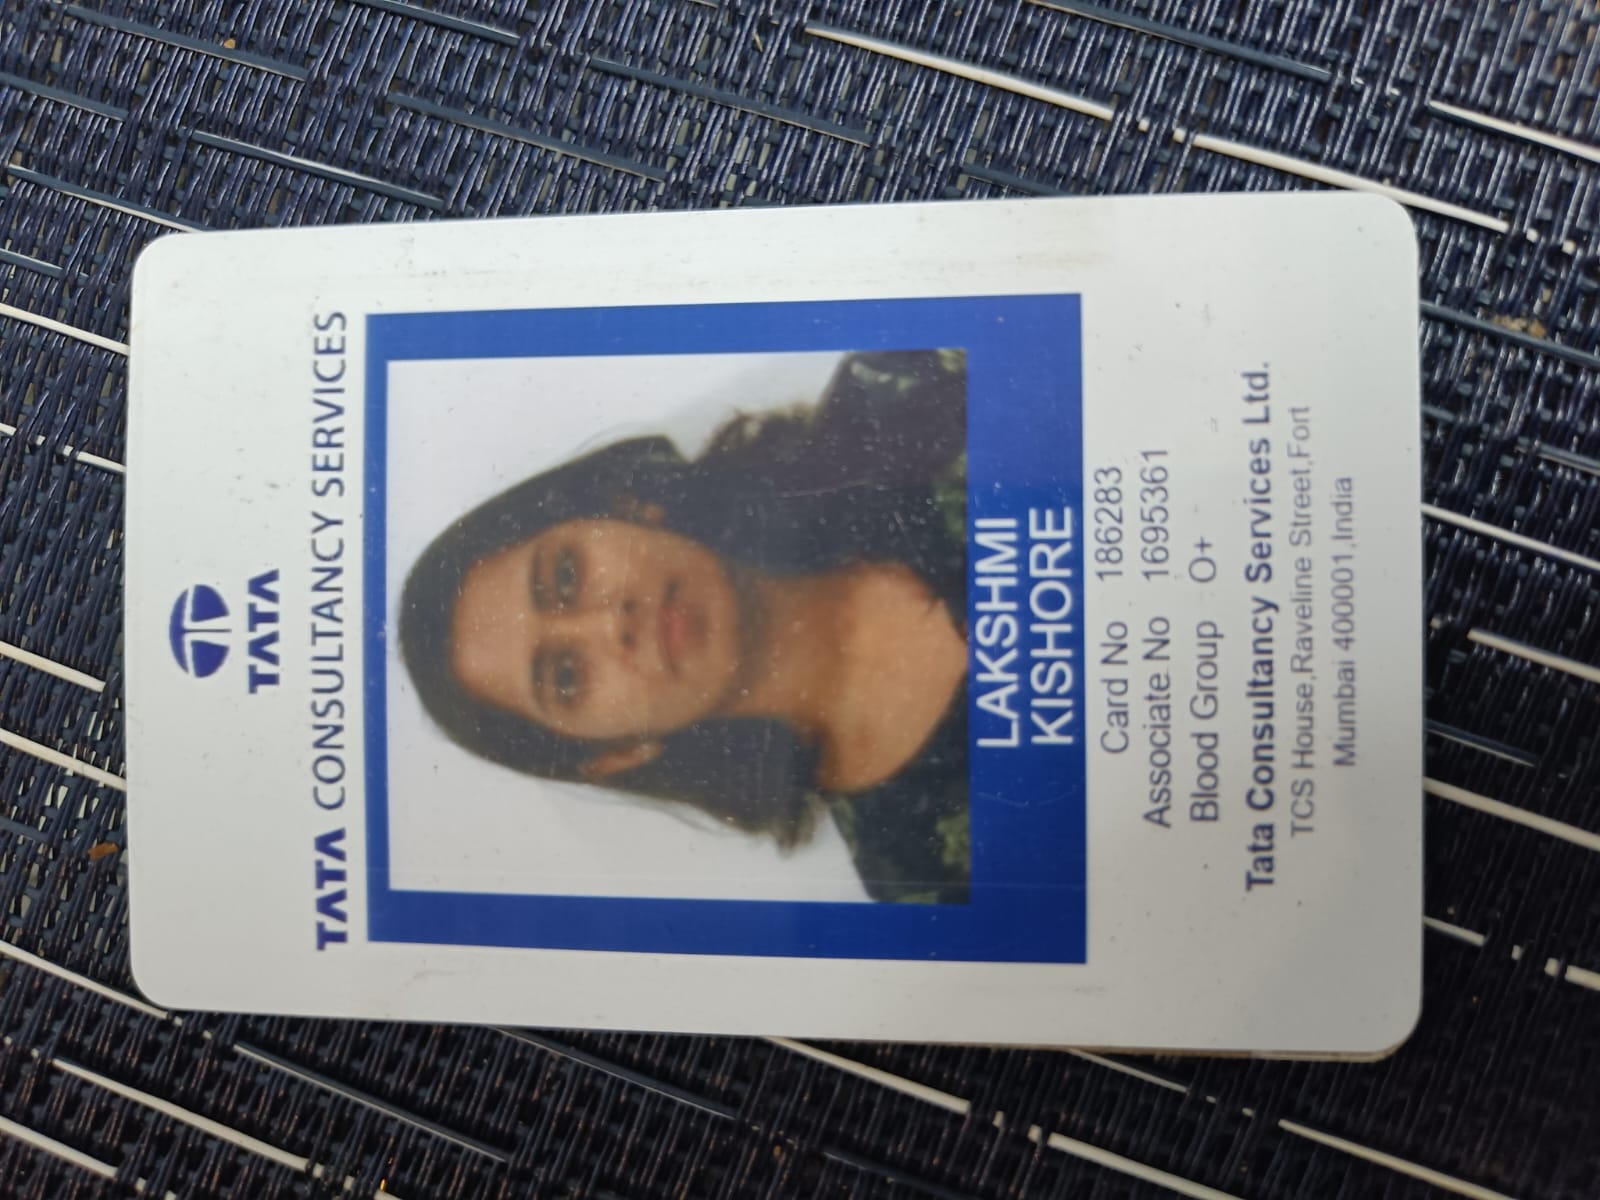 TATA
TATA CONSULTANCY SERVICES
LAKSHMI
KISHORE
Card No 186283
Associate No 1695361
Blood Group O+
Tata Consultancy Services Ltd.
TCS House,Raveline Street,Fort
Mumbai 400001,India